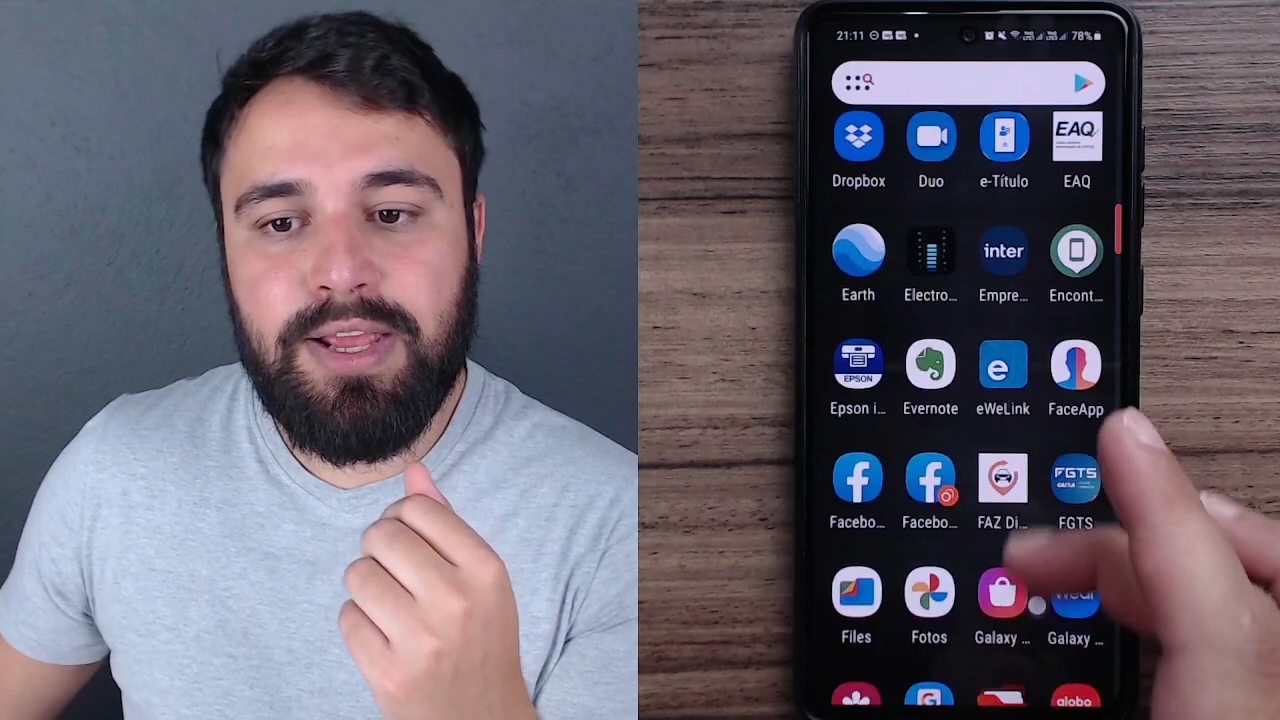 21:11 78%
Dropbox Duo e-Título EAQ
EAQ
inter
Earth Electro... Empre... Encont...
EPSON
e
Epson i... Evernote eWeLink FaceApp
FGTS
CAIXA
Facebo... Facebo... FAZ Di... FGTS
Files Fotos Galaxy ... Galaxy ...
G globo